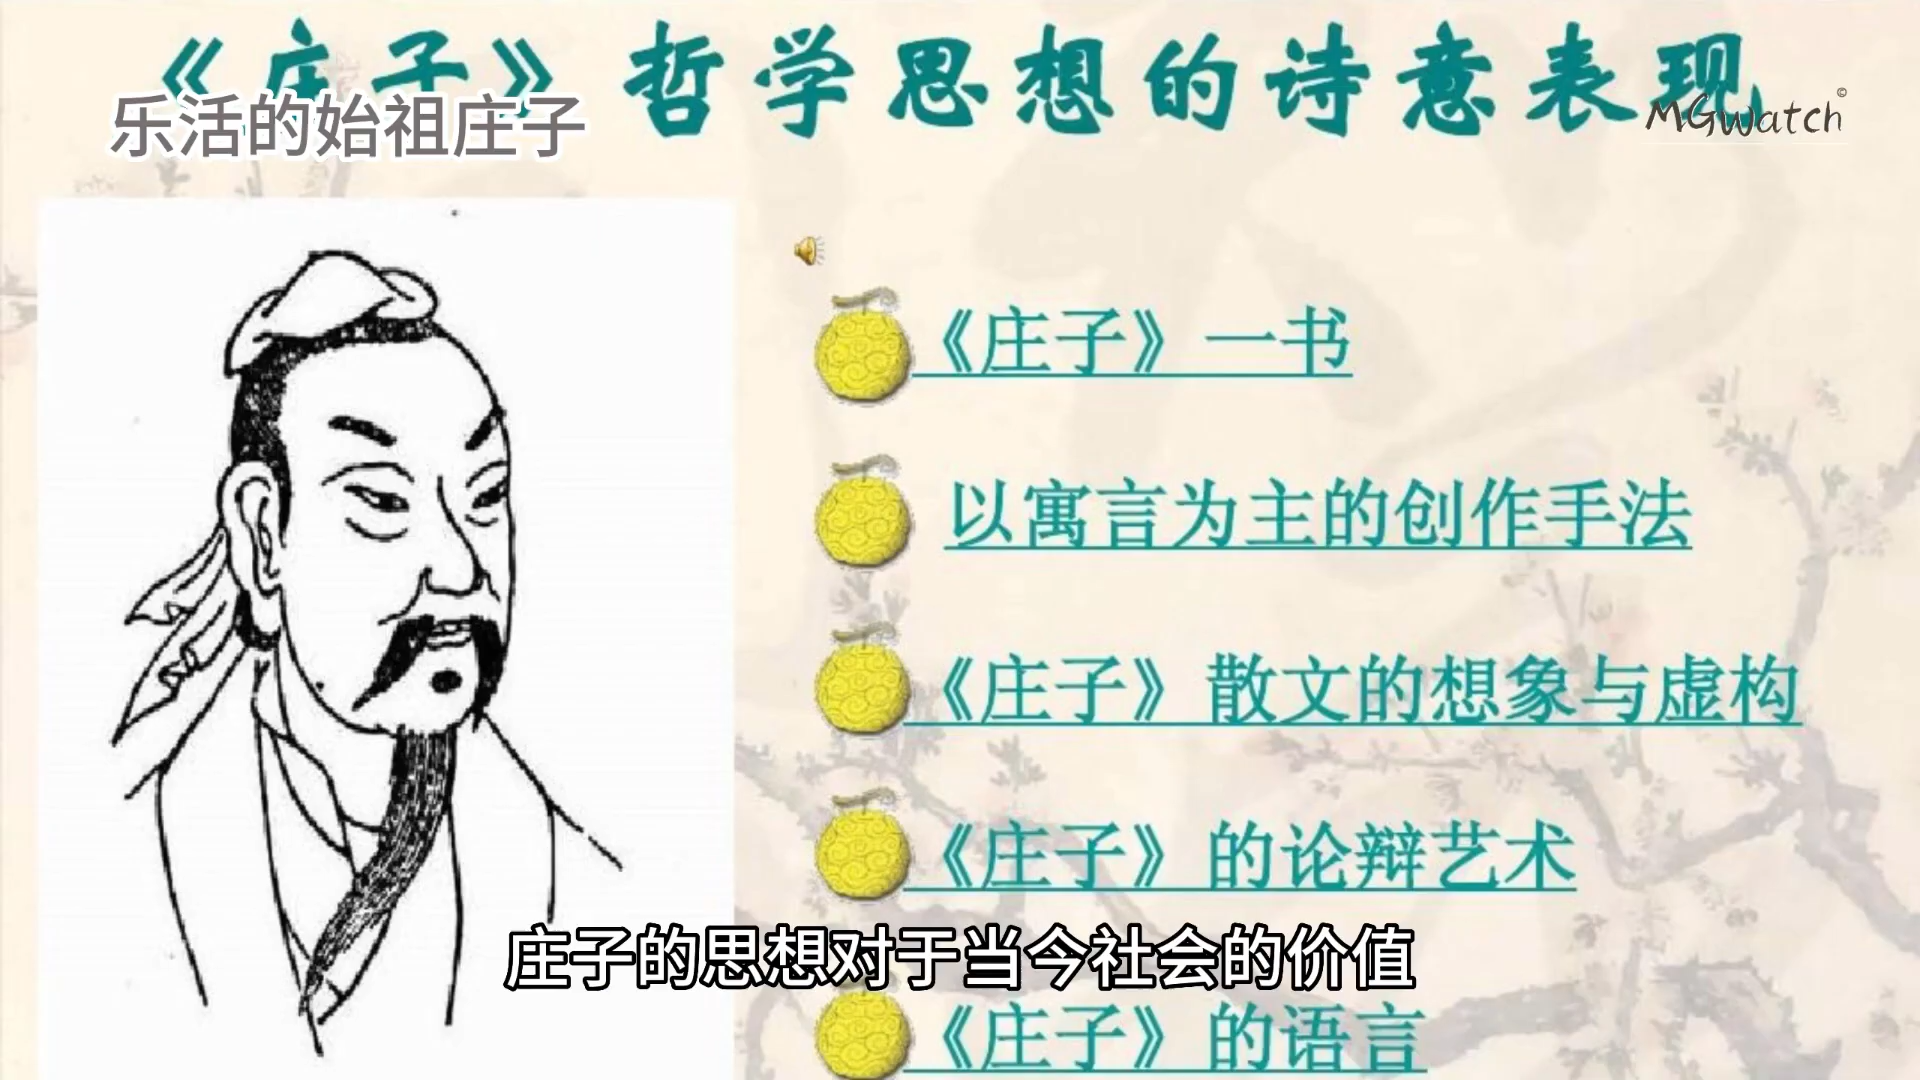 《庄子》哲学思想的诗意表现
乐活的始祖庄子
MGwatch©
《庄子》一书
以寓言为主的创作手法
《庄子》散文的想象与虚构
《庄子》的论辩艺术
庄子的思想对于当今社会的价值
《庄子》的语言